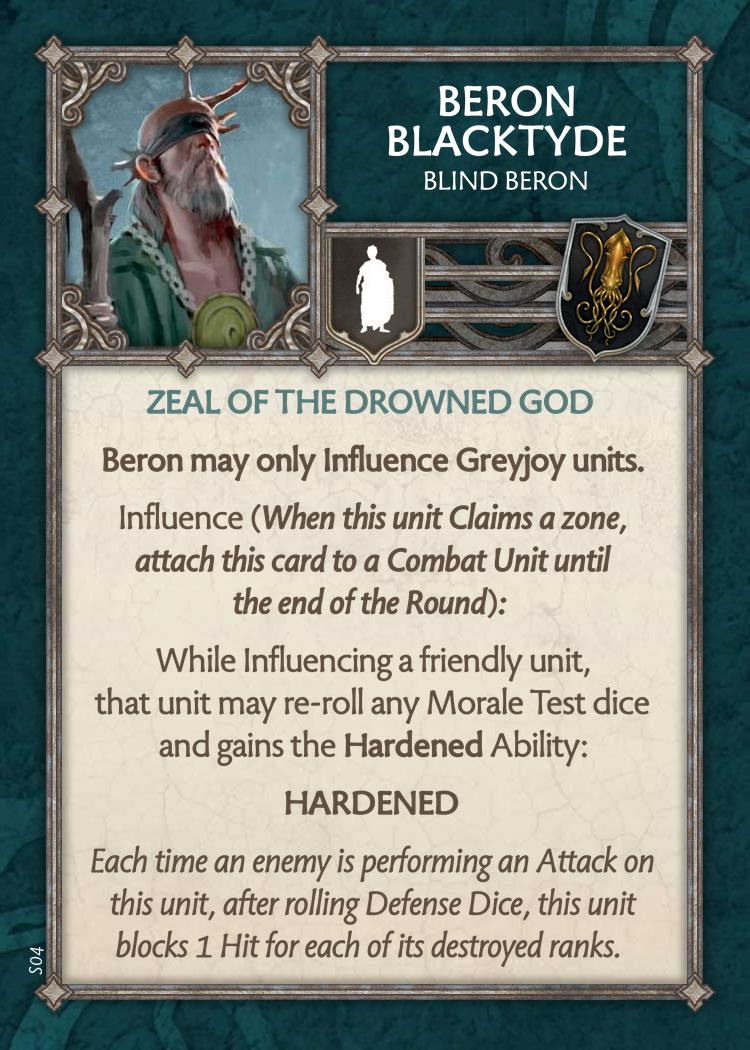 BERON
BLACKTYDE
BLIND BERON
ZEAL OF THE DROWNED GOD
Beron may only Influence Greyjoy units.
Influence (When this unit Claims a zone,
attach this card to a Combat Unit until
the end of the Round):
While Influencing a friendly unit,
that unit may re-roll any Morale Test dice
and gains the Hardened Ability:
HARDENED
Each time an enemy is performing an Attack on
this unit, after rolling Defense Dice, this unit
blocks 1 Hit for each of its destroyed ranks.
S04